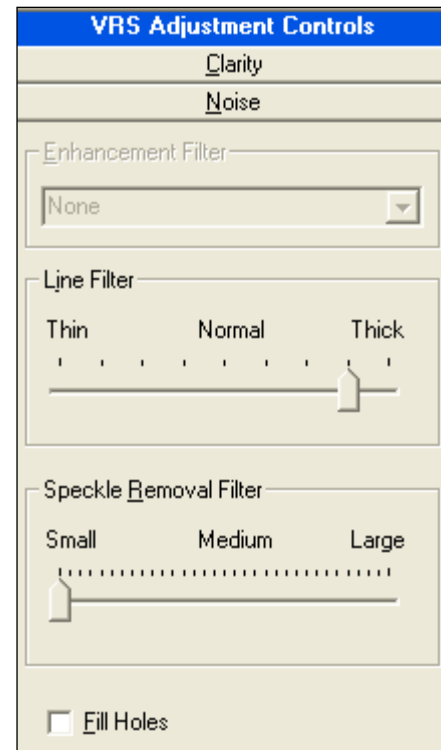 VRS Adjustment Controls
Clarity
Noise
Enhancement Filter
None
Line Filter
Thin Normal Thick
Speckle Removal Filter
Small Medium Large
Fill Holes